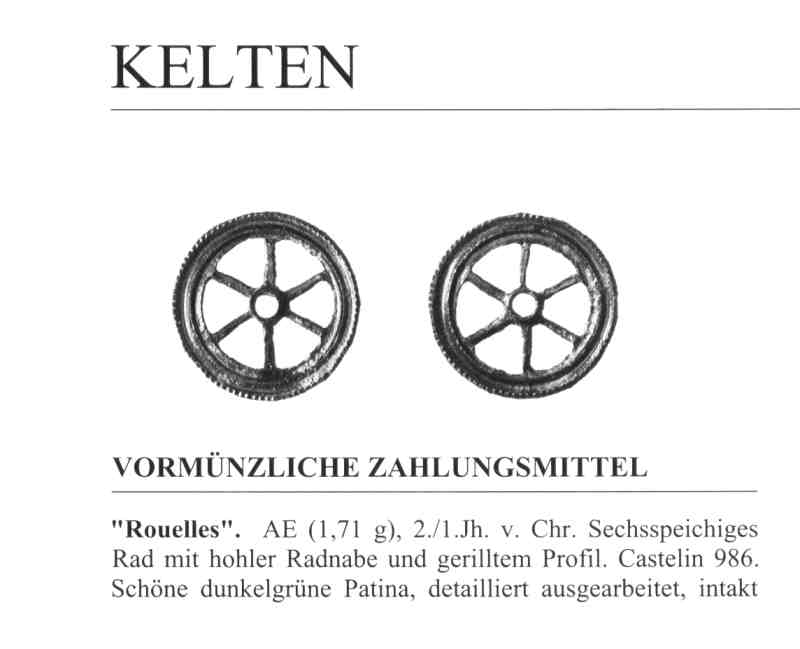 KELTEN
VORMÜNZLICHE ZAHLUNGSMITTEL
"Rouelles". AE (1,71 g), 2./1.Jh. v. Chr. Sechsspeichiges
Rad mit hohler Radnabe und gerilltem Profil. Castelin 986.
Schöne dunkelgrüne Patina, detailliert ausgearbeitet, intakt